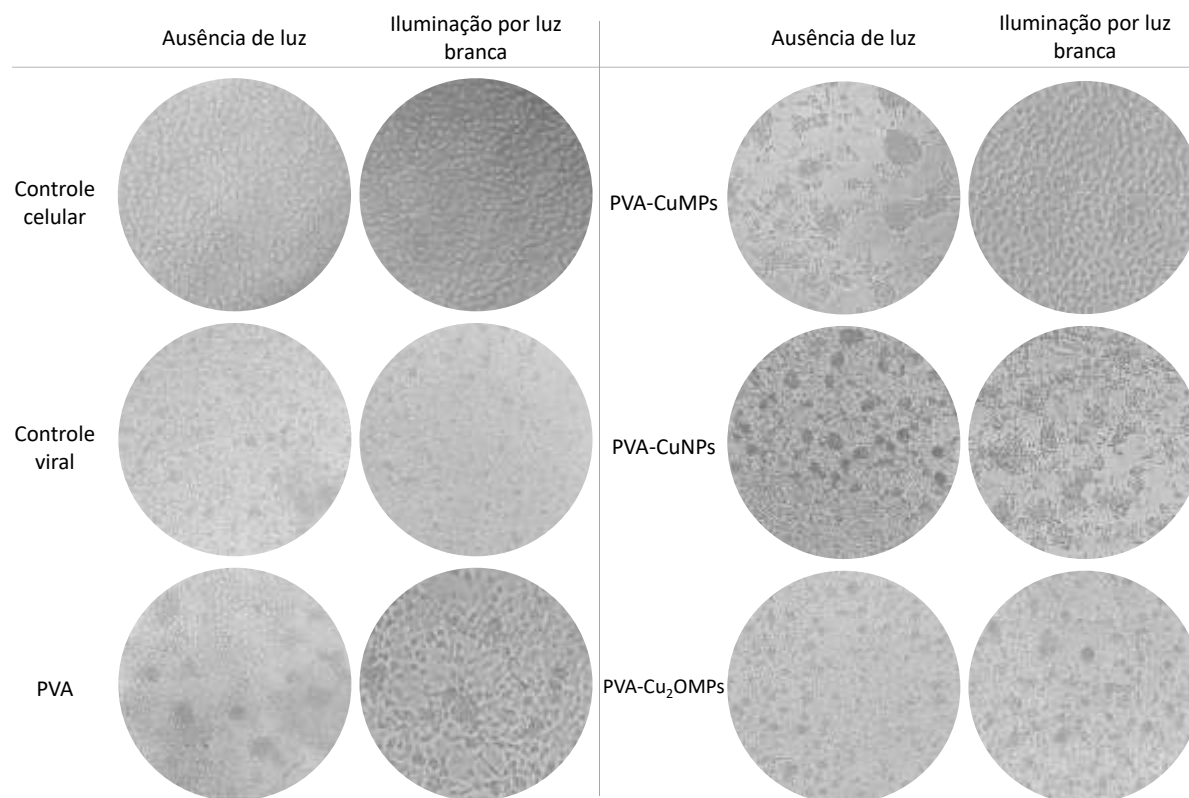 Ausência de luz
Iluminação por luz
branca
Controle
celular
Controle
viral
PVA
Ausência de luz
Iluminação por luz
branca
PVA-CuMPs
PVA-CuNPs
PVA-Cu₂OMPs